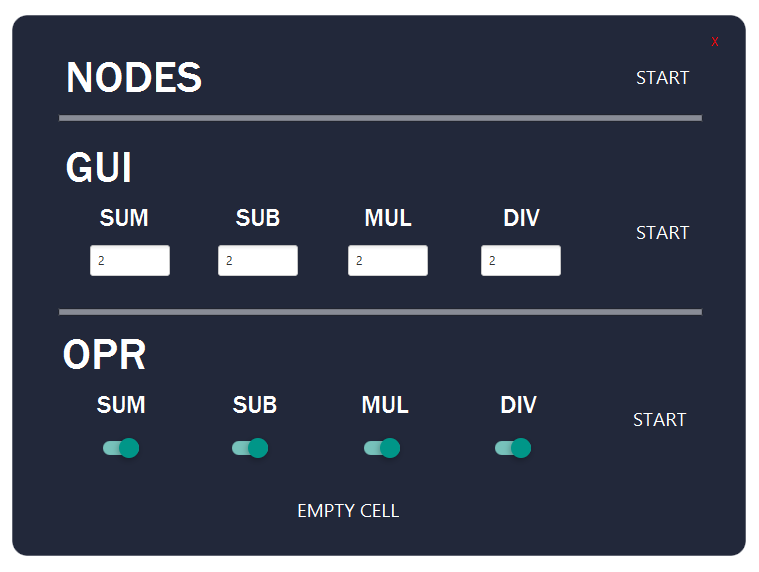 X
NODES
START
GUI
SUM SUB MUL DIV
START
2 2 2 2
OPR
SUM SUB MUL DIV
START
EMPTY CELL